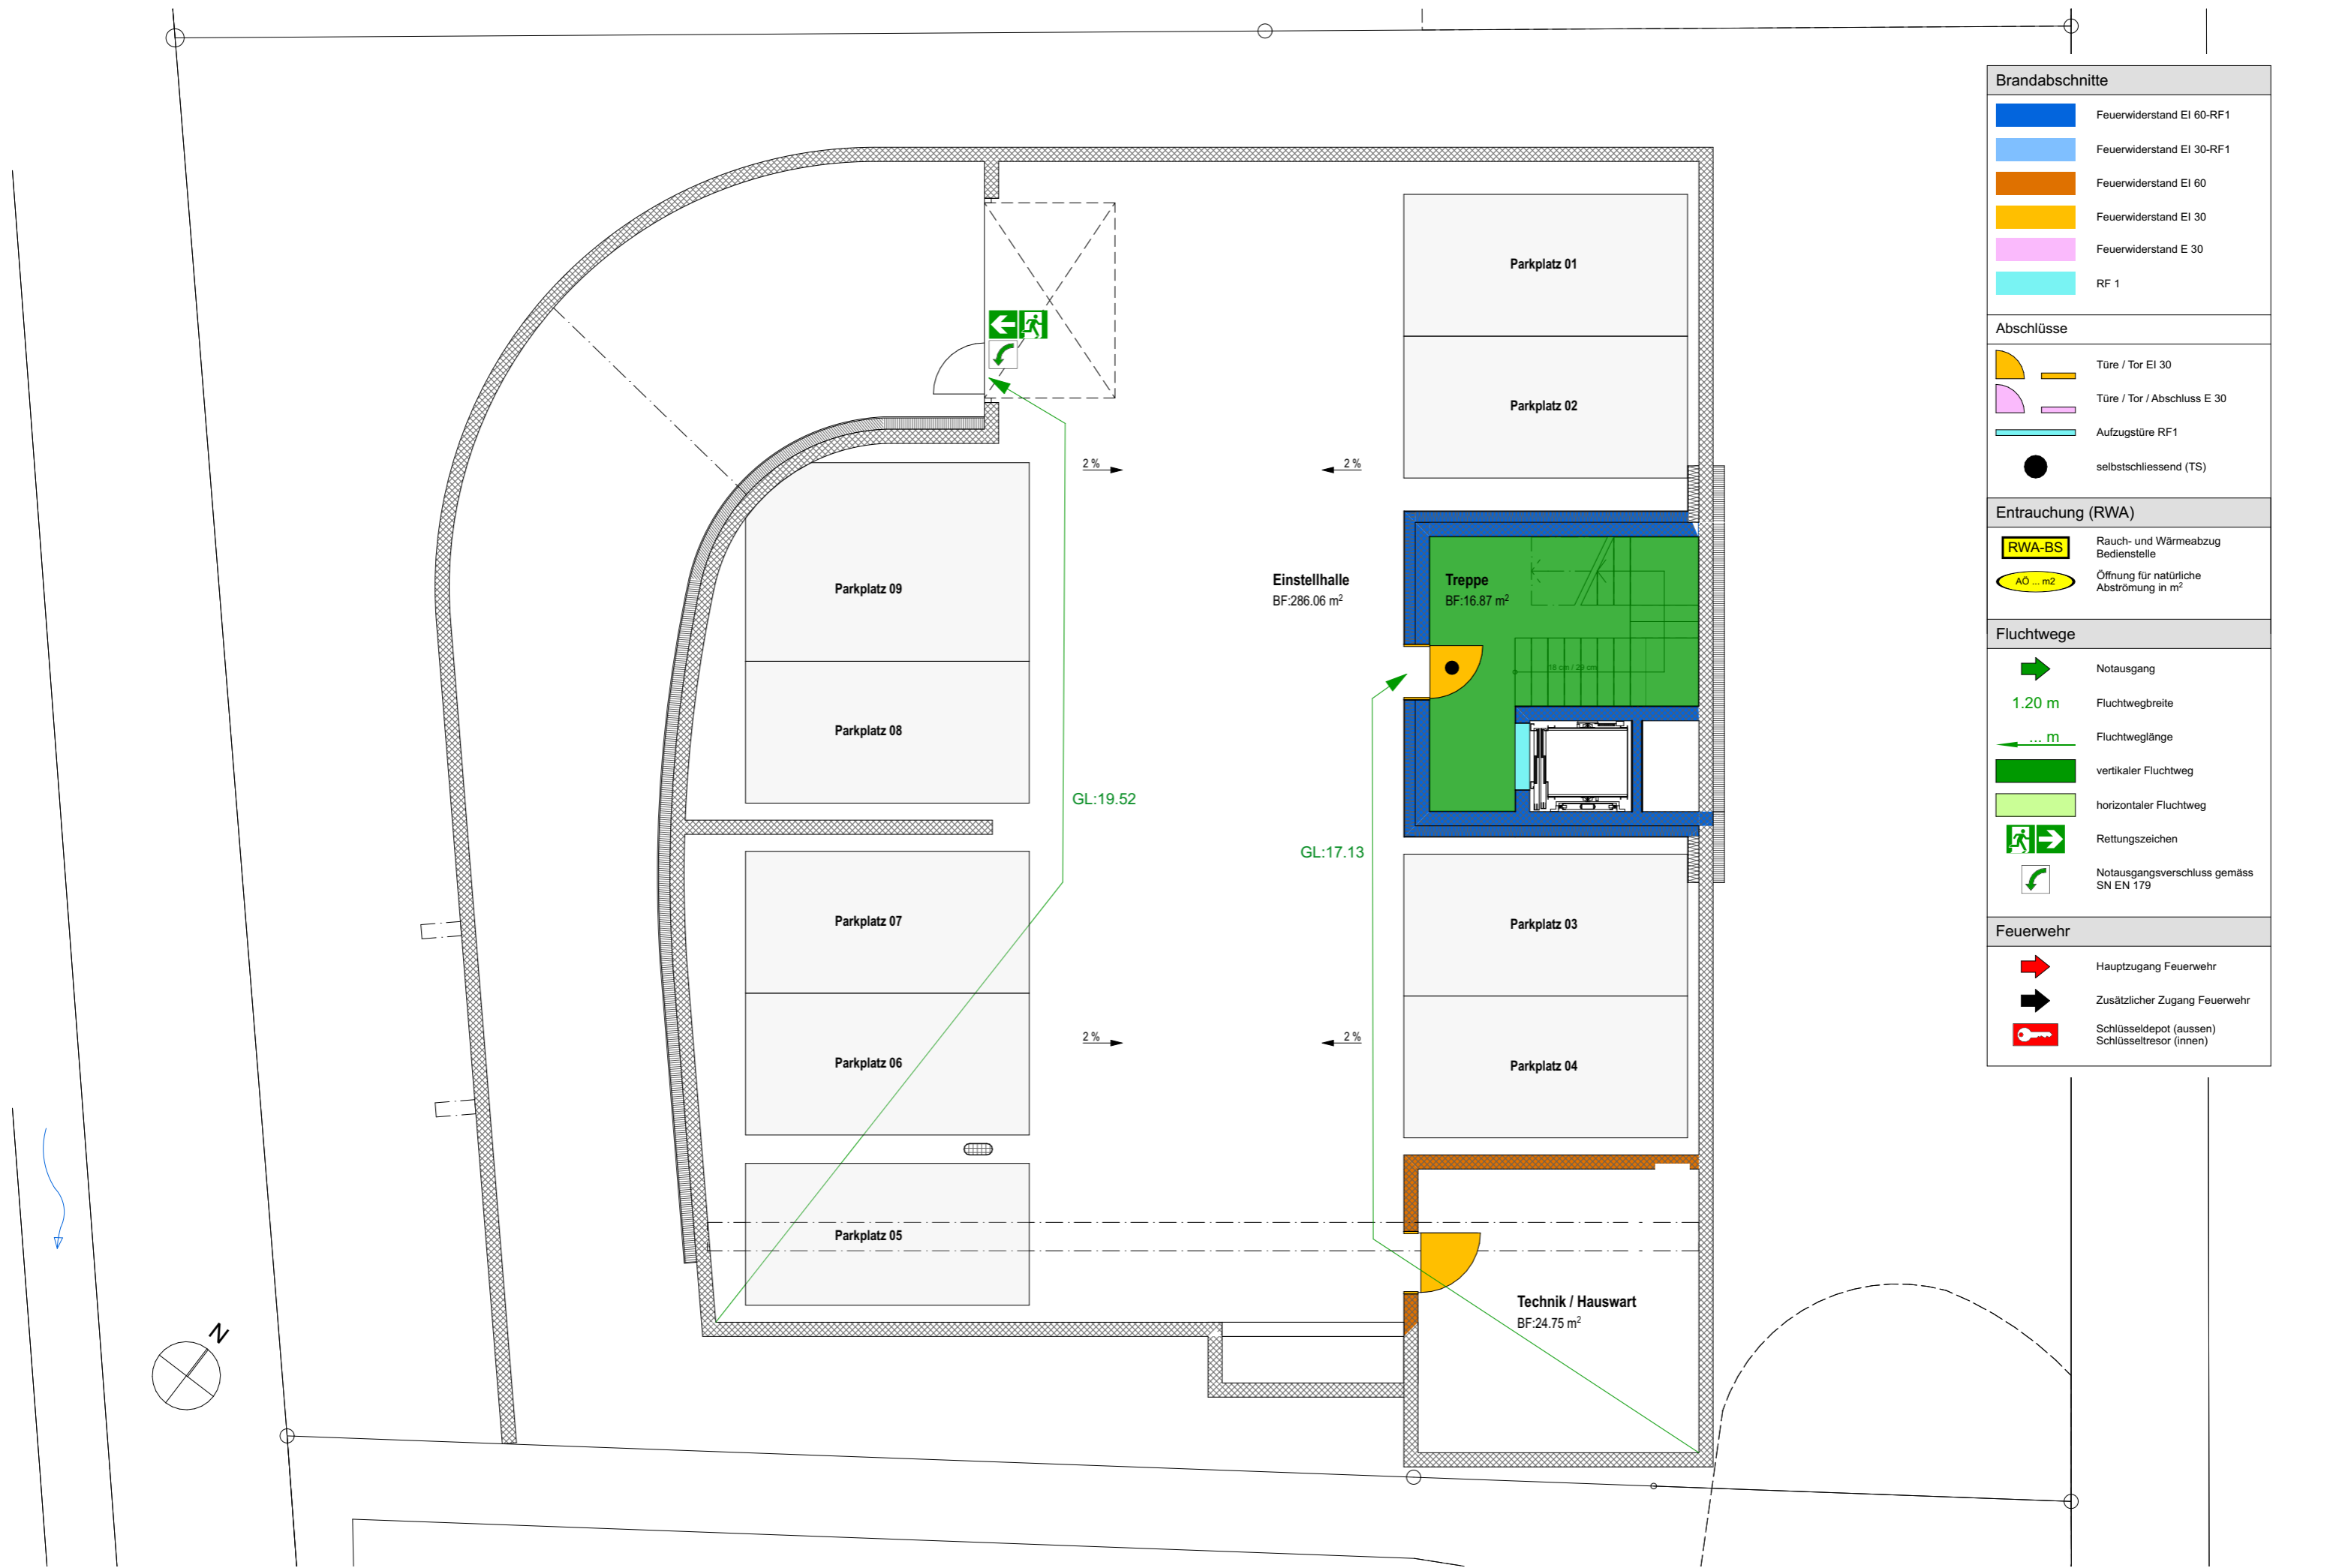 Parkplatz 01
Parkplatz 02
2 %
2 %
Einstellhalle
BF:286.06 m²
Treppe
BF:16.87 m²
18 cm / 29 cm
Parkplatz 09
Parkplatz 08
GL:19.52
GL:17.13
Parkplatz 07
Parkplatz 03
Parkplatz 06
2 %
2 %
Parkplatz 04
Parkplatz 05
Technik / Hauswart
BF:24.75 m²
N
Brandabschnitte
Feuerwiderstand EI 60-RF1
Feuerwiderstand EI 30-RF1
Feuerwiderstand EI 60
Feuerwiderstand EI 30
Feuerwiderstand E 30
RF 1
Abschlüsse
Türe / Tor EI 30
Türe / Tor / Abschluss E 30
Aufzugstüre RF1
selbstschliessend (TS)
Entrauchung (RWA)
RWA-BS
Rauch- und Wärmeabzug
Bedienstelle
AÖ ... m2
Öffnung für natürliche
Abströmung in m²
Fluchtwege
Notausgang
1.20 m
Fluchtwegbreite
... m
Fluchtweglänge
vertikaler Fluchtweg
horizontaler Fluchtweg
Rettungszeichen
Notausgangsverschluss gemäss
SN EN 179
Feuerwehr
Hauptzugang Feuerwehr
Zusätzlicher Zugang Feuerwehr
Schlüsseldepot (aussen)
Schlüsseltresor (innen)